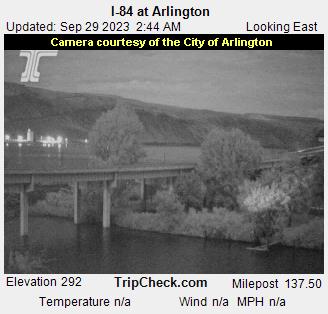 I-84 at Arlington
Updated: Sep 29 2023 2:44 AM Looking East
Camera courtesy of the City of Arlington
Elevation 292 TripCheck.com Milepost 137.50
Temperature n/a Wind n/a MPH n/a